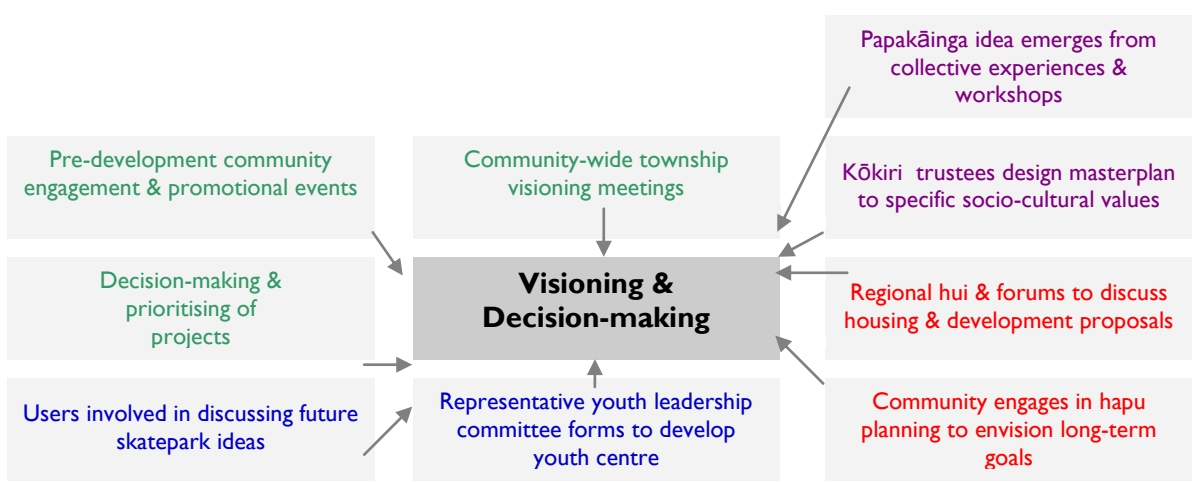 Papakāinga idea emerges from
collective experiences &
workshops
Pre-development community
engagement & promotional events
Community-wide township
visioning meetings
Kōkiri trustees design masterplan
to specific socio-cultural values
Decision-making &
prioritising of
projects
Visioning &
Decision-making
Regional hui & forums to discuss
housing & development proposals
Users involved in discussing future
skatepark ideas
Representative youth leadership
committee forms to develop
youth centre
Community engages in hapu
planning to envision long-term
goals